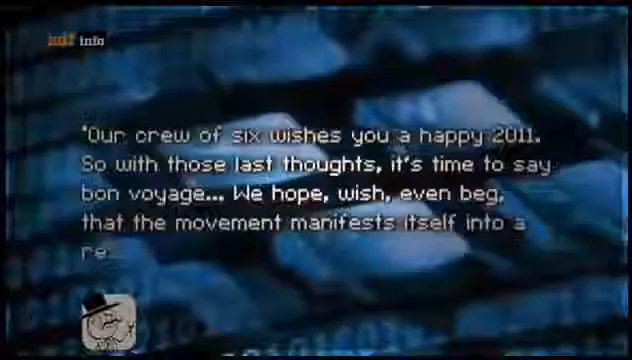 info
"Our crew of six wishes you a happy 2011.
So with those last thoughts, it's time to say
bon voyage... We hope, wish, even beg,
that the movement manifests itself into a
re